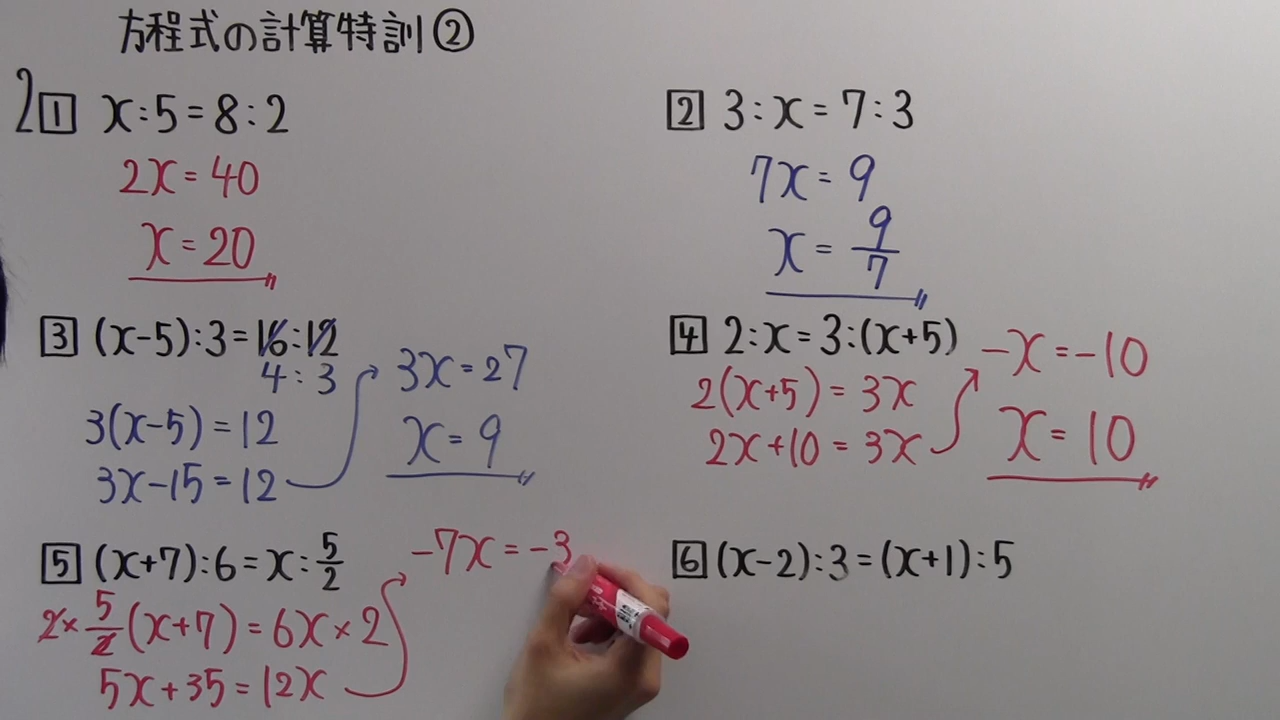 方程式の計算特訓②
2
1 x:5=8:2
2x=40
x=20
2 3:x=7:3
7x=9
x=9/7
3 (x-5):3=16:12
4:3
3(x-5)=12
3x-15=12
3x=27
x=9
4 2:x=3:(x+5)
2(x+5)=3x
2x+10=3x
-x=-10
x=10
5 (x+7):6=x:5/2
2×5/2(x+7)=6x×2
5x+35=12x
-7x=-3
6 (x-2):3=(x+1):5